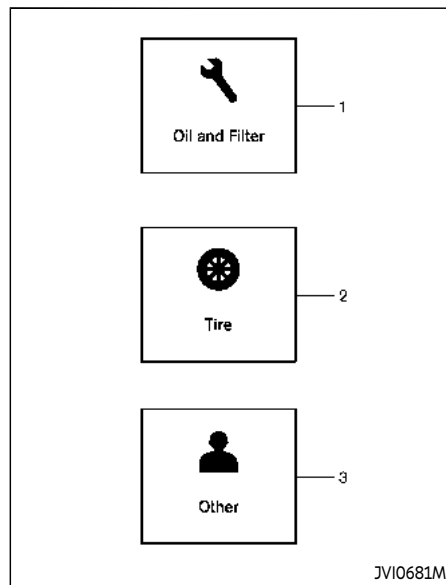 Oil and Filter
1
Tire
2
Other
3
JVI0681M